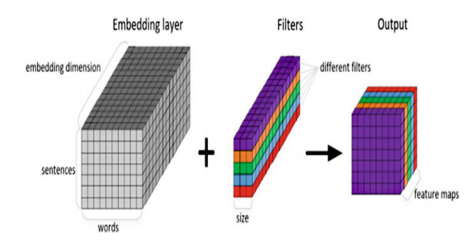 Embedding layer
Filters
Output
embedding dimension
different filters
sentences
words
size
feature maps